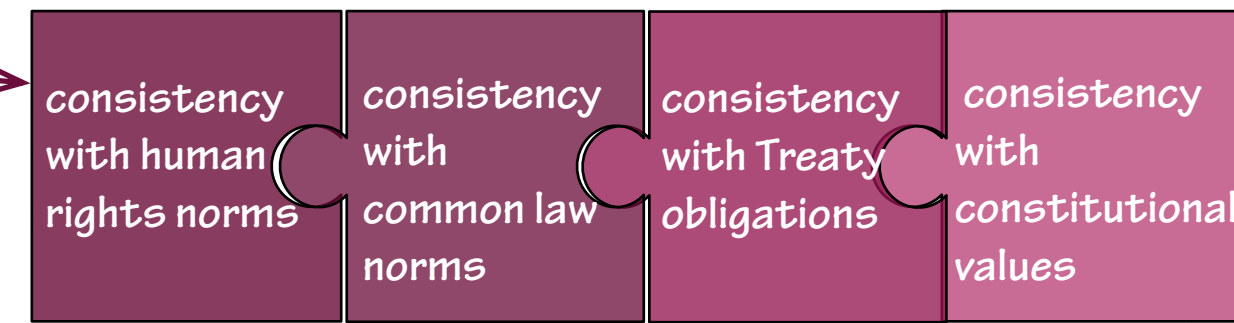 consistency
with human
rights norms
consistency
with
common law
norms
consistency
with Treaty
obligations
consistency
with
constitutional
values